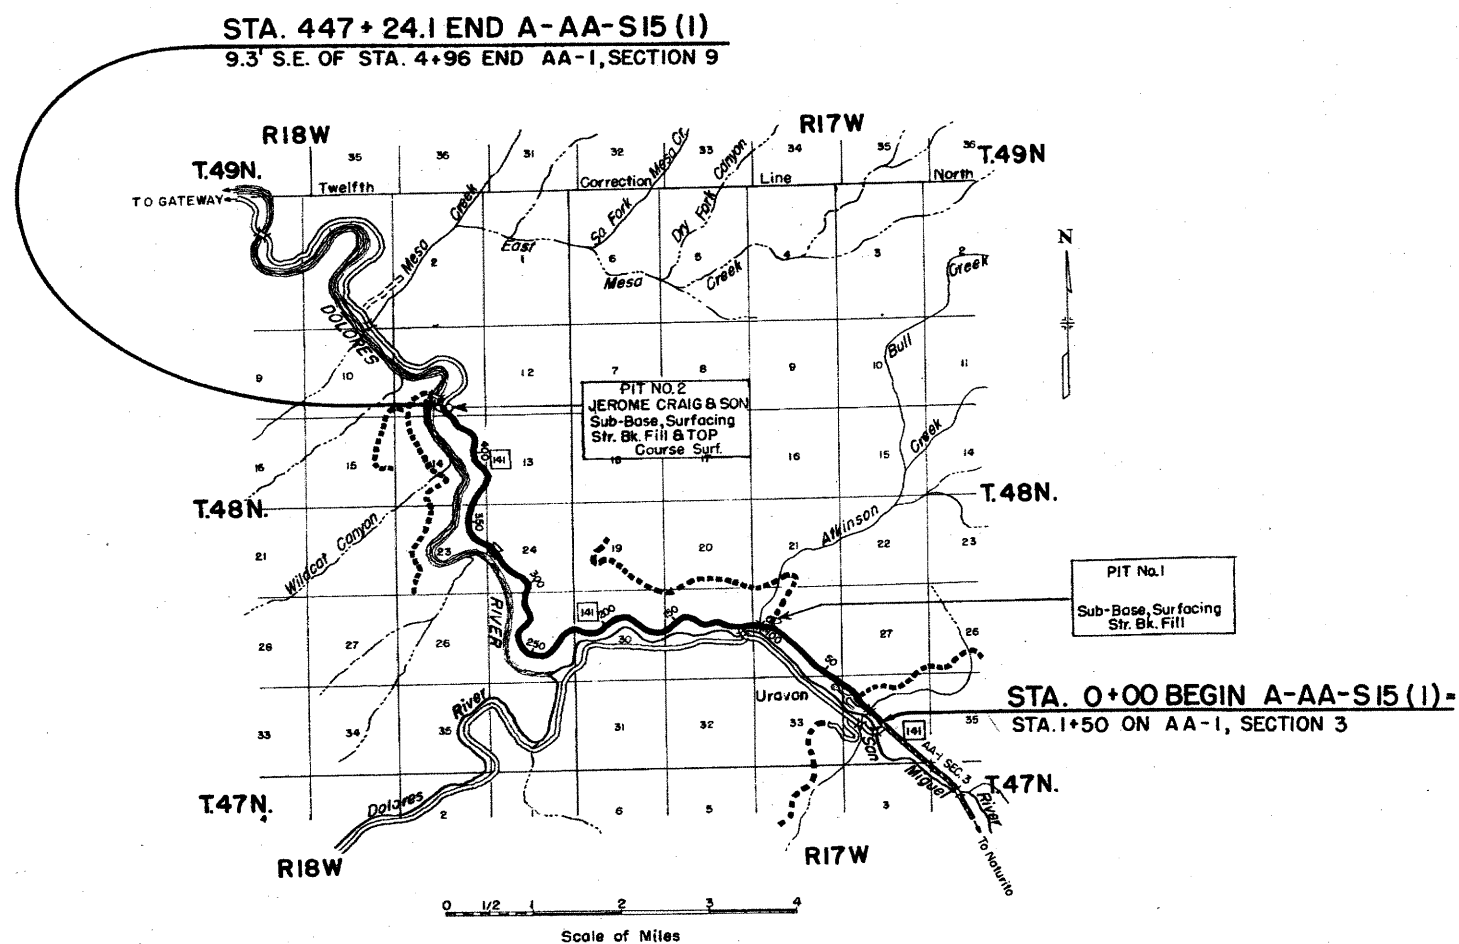 STA. 447+24.1 END A-AA-S15(1)
9.3' S.E. OF STA. 4+96 END AA-1, SECTION 9
R18W
R17W
T.49N.
35
36
31
32
33
34
35
36
T.49N
Twelfth
Correction
Line
North
TO GATEWAY
Mesa Creek
East
So Fork Mesa Cr.
Dry Fork Canyon
Mesa
Creek
2
1
6
5
4
3
2
N
Creek
Bull
DOLORES
9
10
12
7
8
9
10
11
PIT NO.2
JEROME CRAIG & SON
Sub-Base, Surfacing
Str. Bk. Fill & TOP
Course Surf.
Creek
16
15
14
400
141
13
18
17
16
15
14
T.48N.
T.48N.
Wildcat Canyon
350
Atkinson
21
23
24
19
20
21
22
23
300
PIT No.1
Sub-Base, Surfacing
Str. Bk. Fill
RIVER
141
200
150
100
28
27
26
250
30
27
26
50
River
Uravan
STA. 0+00 BEGIN A-AA-S15(1)=
STA.1+50 ON AA-1, SECTION 3
33
34
35
31
32
33
35
141
San
AA-1 SEC. 3
Miguel
River
T.47N.
T.47N.
4
Dolores
2
6
5
3
To Naturita
R18W
R17W
0 1/2 1 2 3 4
Scale of Miles